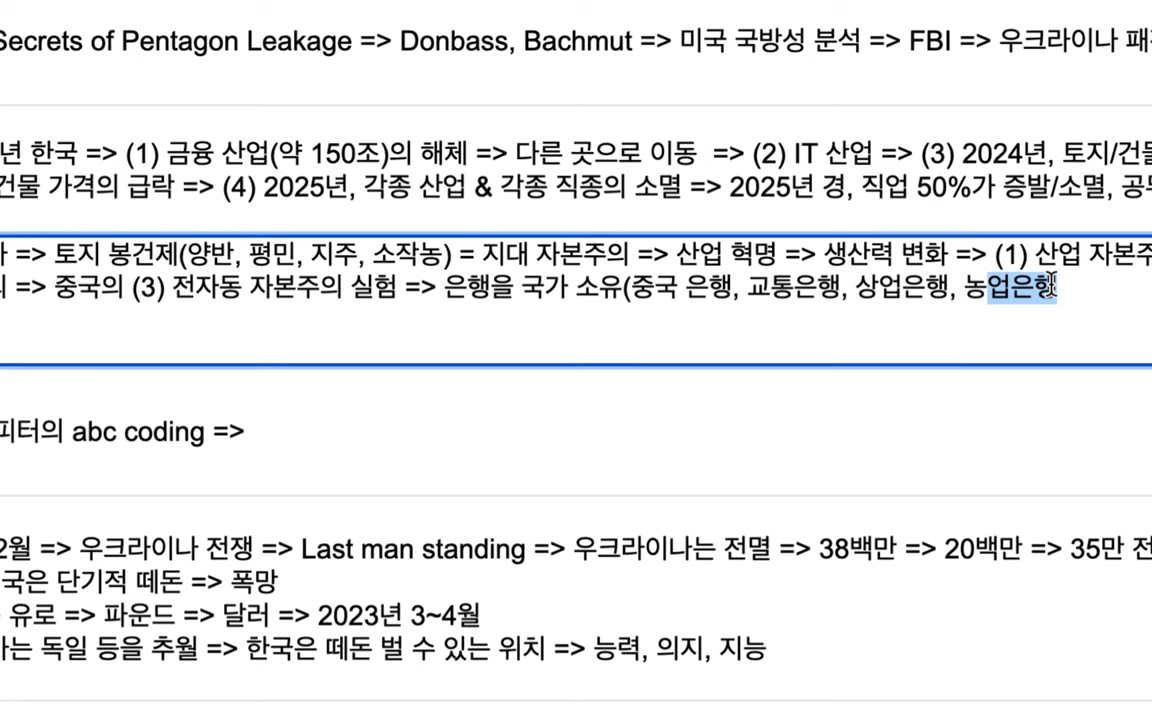 Secrets of Pentagon Leakage => Donbass, Bachmut => 미국 국방성 분석 => FBI => 우크라이나
년 한국 => (1) 금융 산업(약 150조)의 해체 => 다른 곳으로 이동 => (2) IT 산업 => (3) 2024년, 토지/건물
건물 가격의 급락 => (4) 2025년, 각종 산업 & 각종 직종의 소멸 => 2025년 경, 직업 50%가 증발/소멸,
=> 토지 봉건제(양반, 평민, 지주, 소작농) = 지대 자본주의 => 산업 혁명 => 생산력 변화 => (1) 산업 자본주
=> 중국의 (3) 전자동 자본주의 실험 => 은행을 국가 소유(중국 은행, 교통은행, 상업은행, 농업은행
피터의 abc coding =>
2월 => 우크라이나 전쟁 => Last man standing => 우크라이나는 전멸 => 38백만 => 20백만 => 35만
국은 단기적 떼돈 => 폭망
유로 => 파운드 => 달러 => 2023년 3~4월
는 독일 등을 추월 => 한국은 떼돈 벌 수 있는 위치 => 능력, 의지, 지능